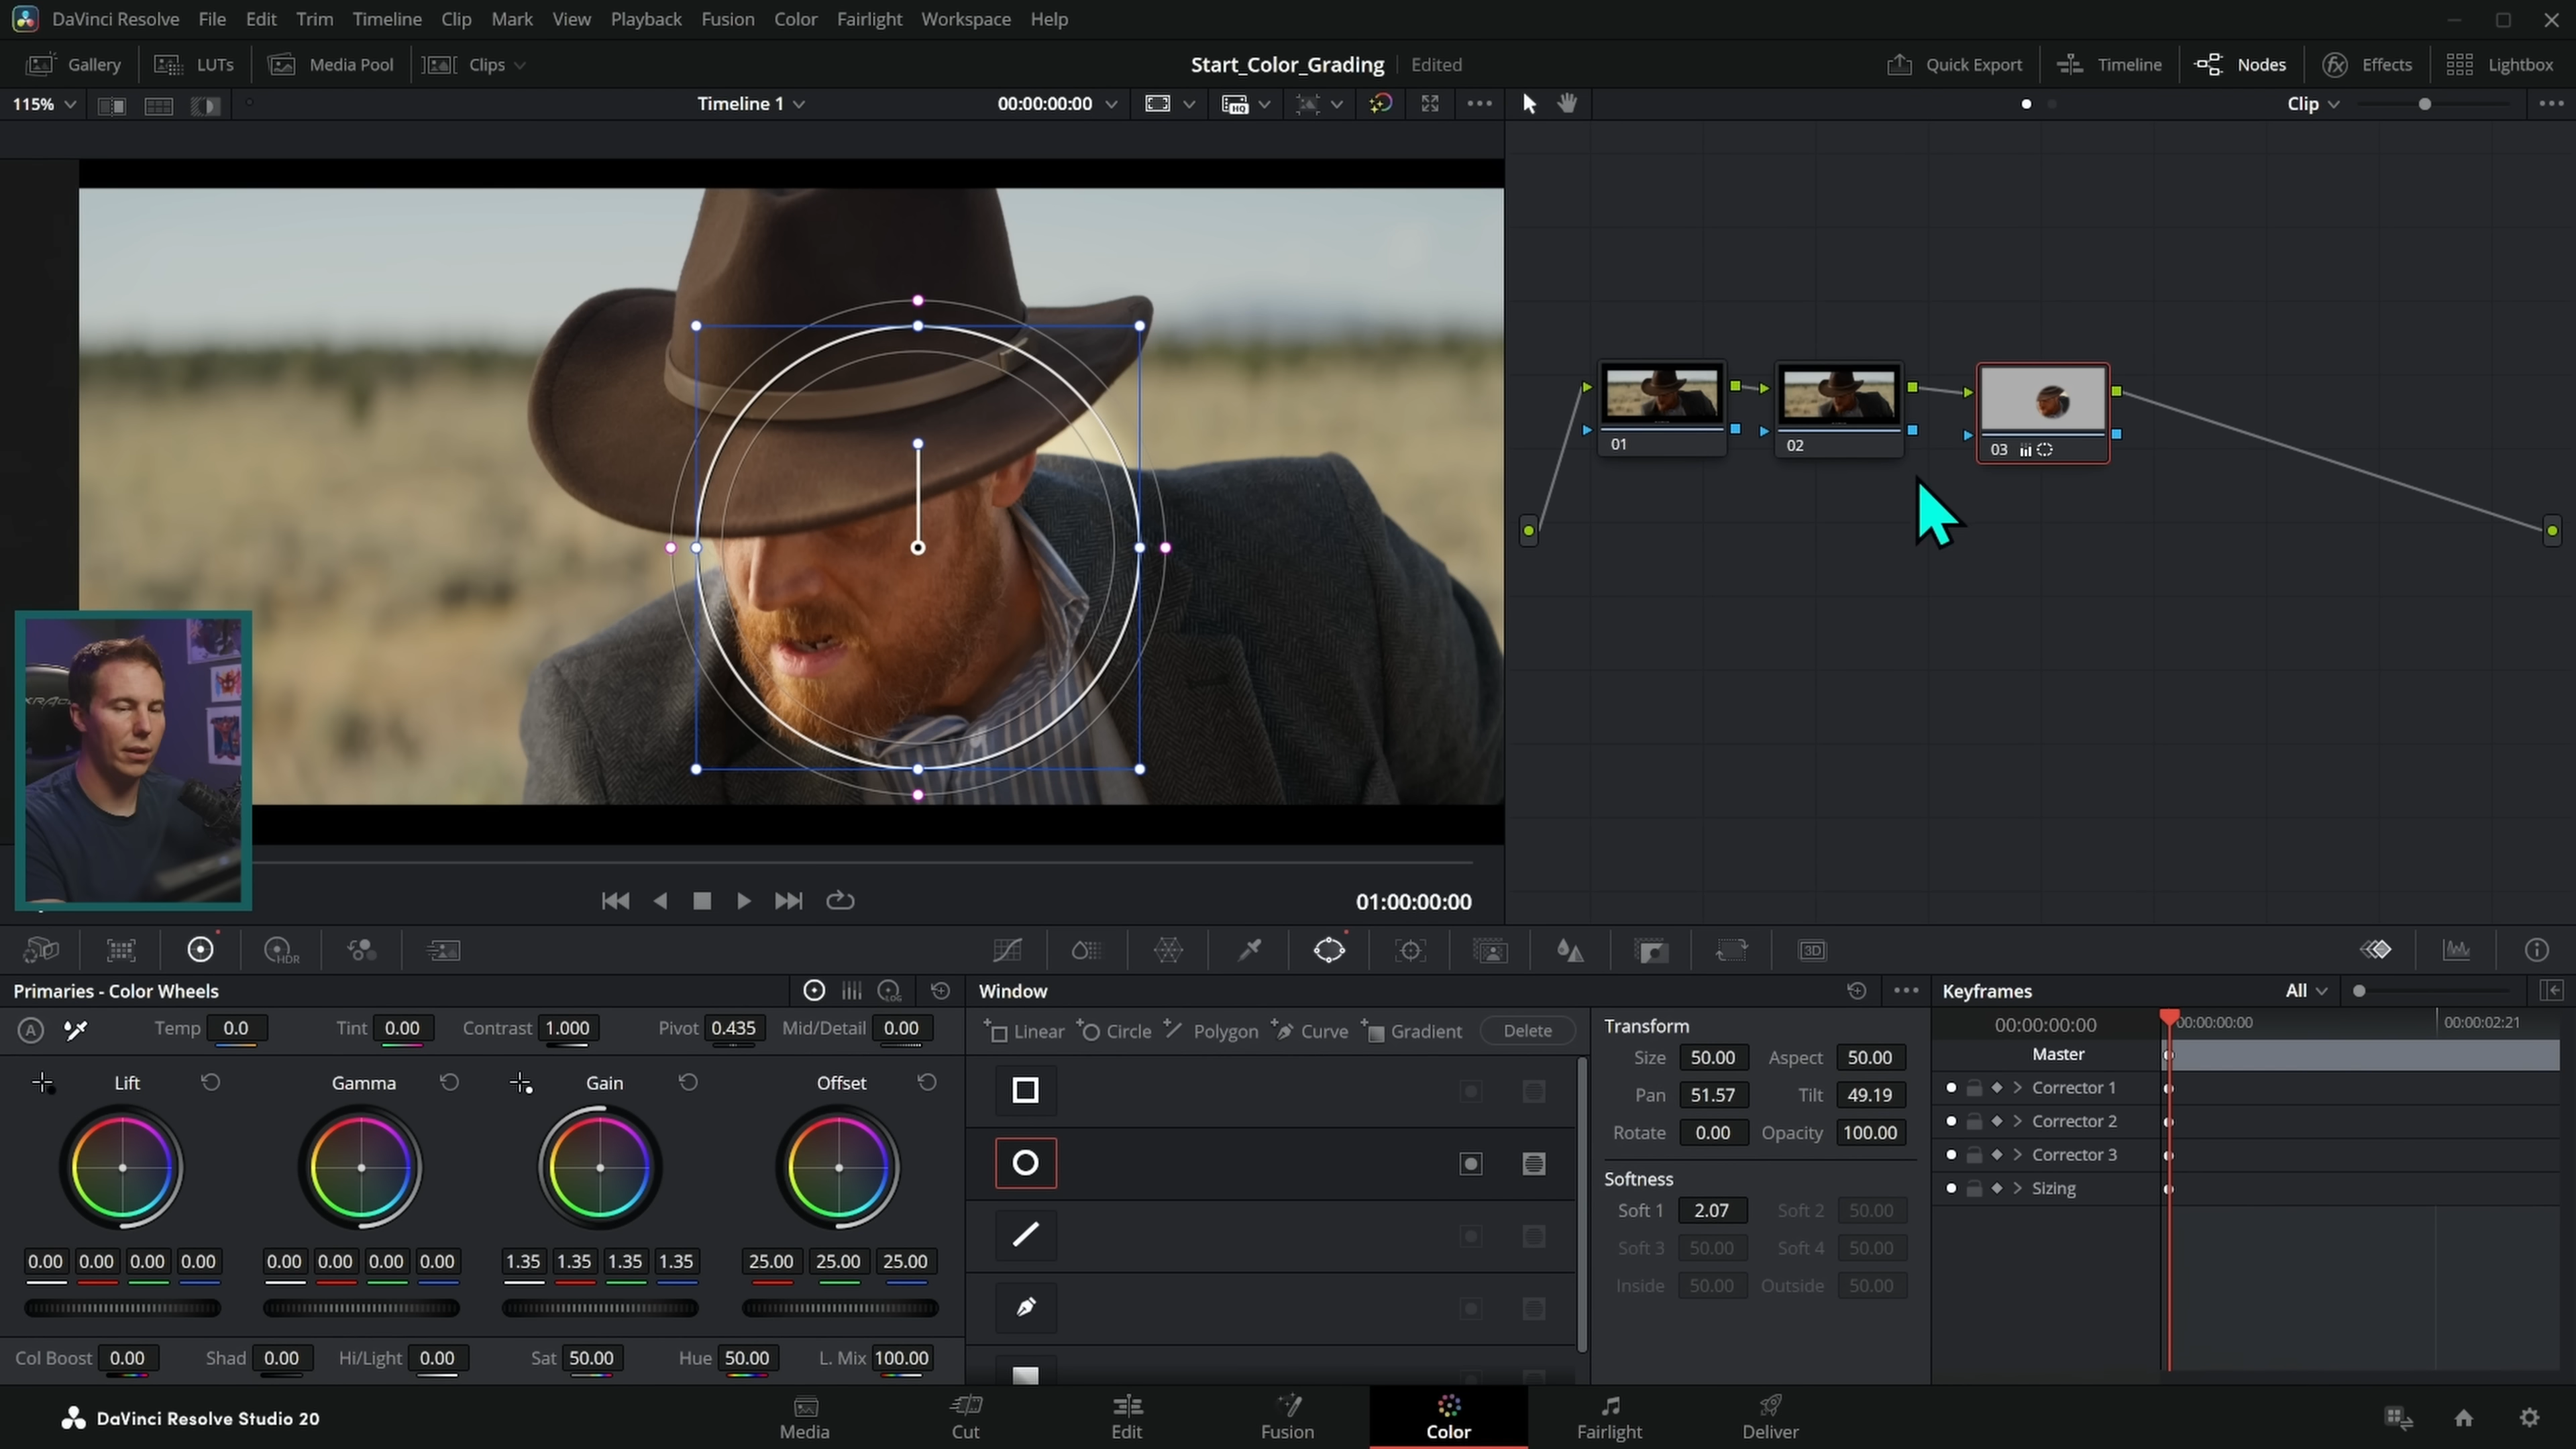 DaVinci Resolve File Edit Trim Timeline Clip Mark View Playback Fusion Color Fairlight Workspace Help
Gallery LUTs Media Pool Clips Start_Color_Grading Edited Quick Export Timeline Nodes Effects Lightbox
115% Timeline 1 00:00:00:00 HQ Clip
01 02 03
01:00:00:00
HDR 3D
Primaries - Color Wheels LOG Window Keyframes All
A Temp 0.0 Tint 0.00 Contrast 1.000 Pivot 0.435 Mid/Detail 0.00
Linear Circle Polygon Curve Gradient Delete
Lift Gamma Gain Offset
0.00 0.00 0.00 0.00 0.00 0.00 0.00 0.00 1.35 1.35 1.35 1.35 25.00 25.00 25.00
Col Boost 0.00 Shad 0.00 Hi/Light 0.00 Sat 50.00 Hue 50.00 L. Mix 100.00
Transform
Size 50.00 Aspect 50.00
Pan 51.57 Tilt 49.19
Rotate 0.00 Opacity 100.00
Softness
Soft 1 2.07 Soft 2 50.00
Soft 3 50.00 Soft 4 50.00
Inside 50.00 Outside 50.00
00:00:00:00 00:00:00:00 00:00:02:21
Master
Corrector 1
Corrector 2
Corrector 3
Sizing
DaVinci Resolve Studio 20 Media Cut Edit Fusion Color Fairlight Deliver